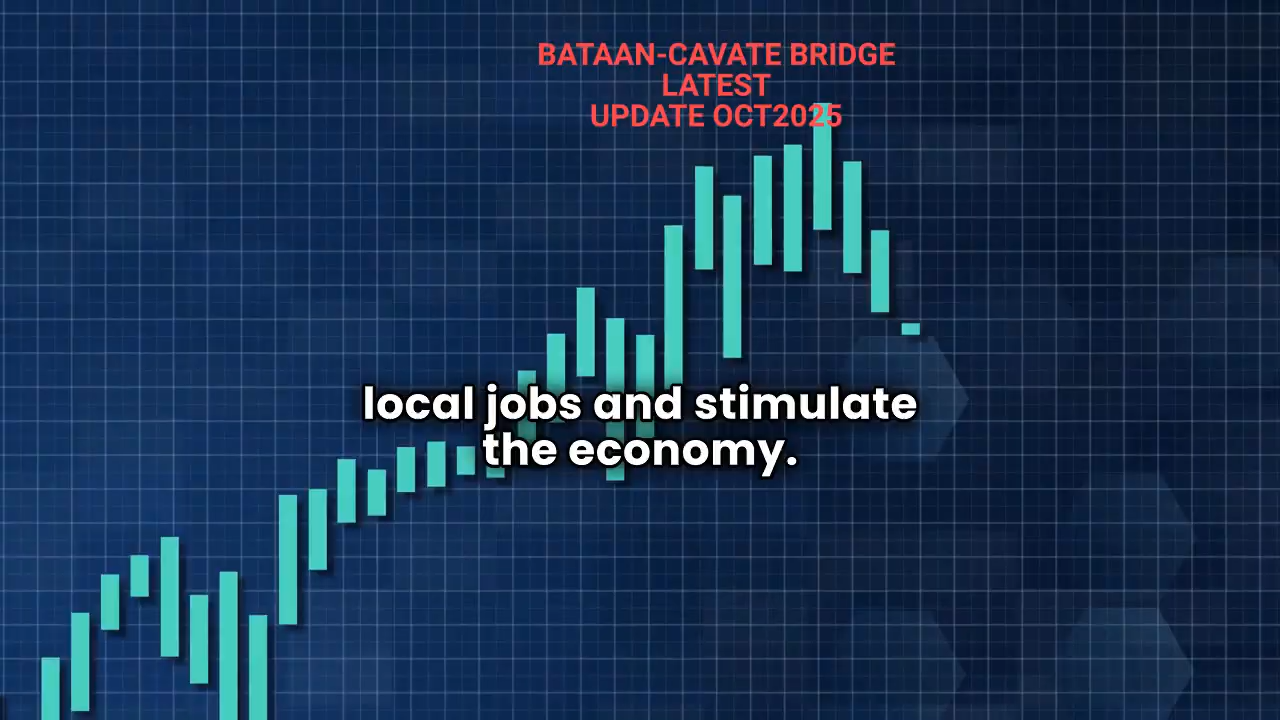 BATAAN-CAVATE BRIDGE
LATEST
UPDATE OCT2025
local jobs and stimulate
the economy.